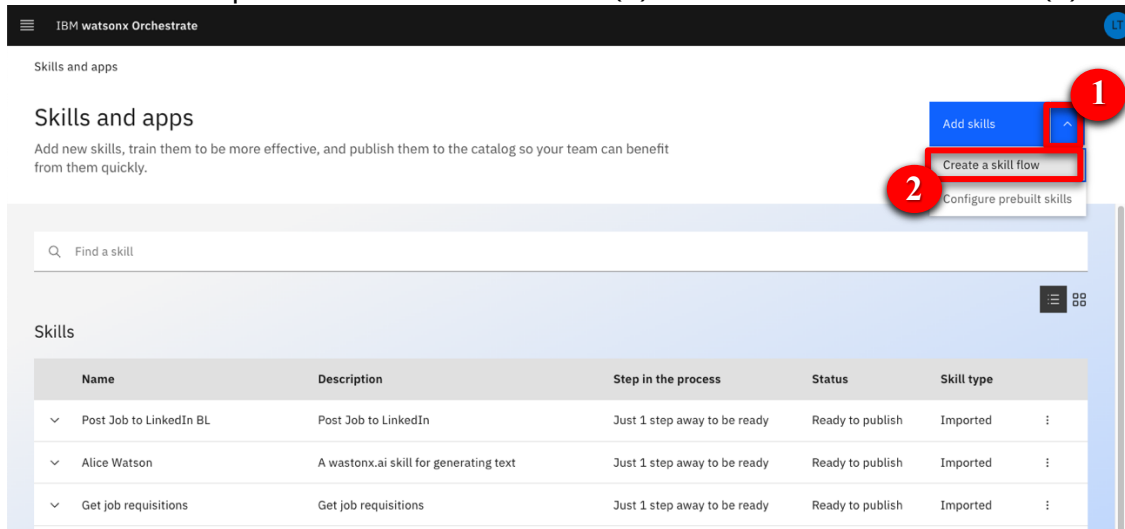 IBM watsonx Orchestrate
LT
Skills and apps
Skills and apps
Add new skills, train them to be more effective, and publish them to the catalog so your team can benefit
from them quickly.
Add skills
1
Create a skill flow
2
Configure prebuilt skills
Find a skill
Skills
Name Description Step in the process Status Skill type
Post Job to LinkedIn BL Post Job to LinkedIn Just 1 step away to be ready Ready to publish Imported
Alice Watson A wastonx.ai skill for generating text Just 1 step away to be ready Ready to publish Imported
Get job requisitions Get job requisitions Just 1 step away to be ready Ready to publish Imported